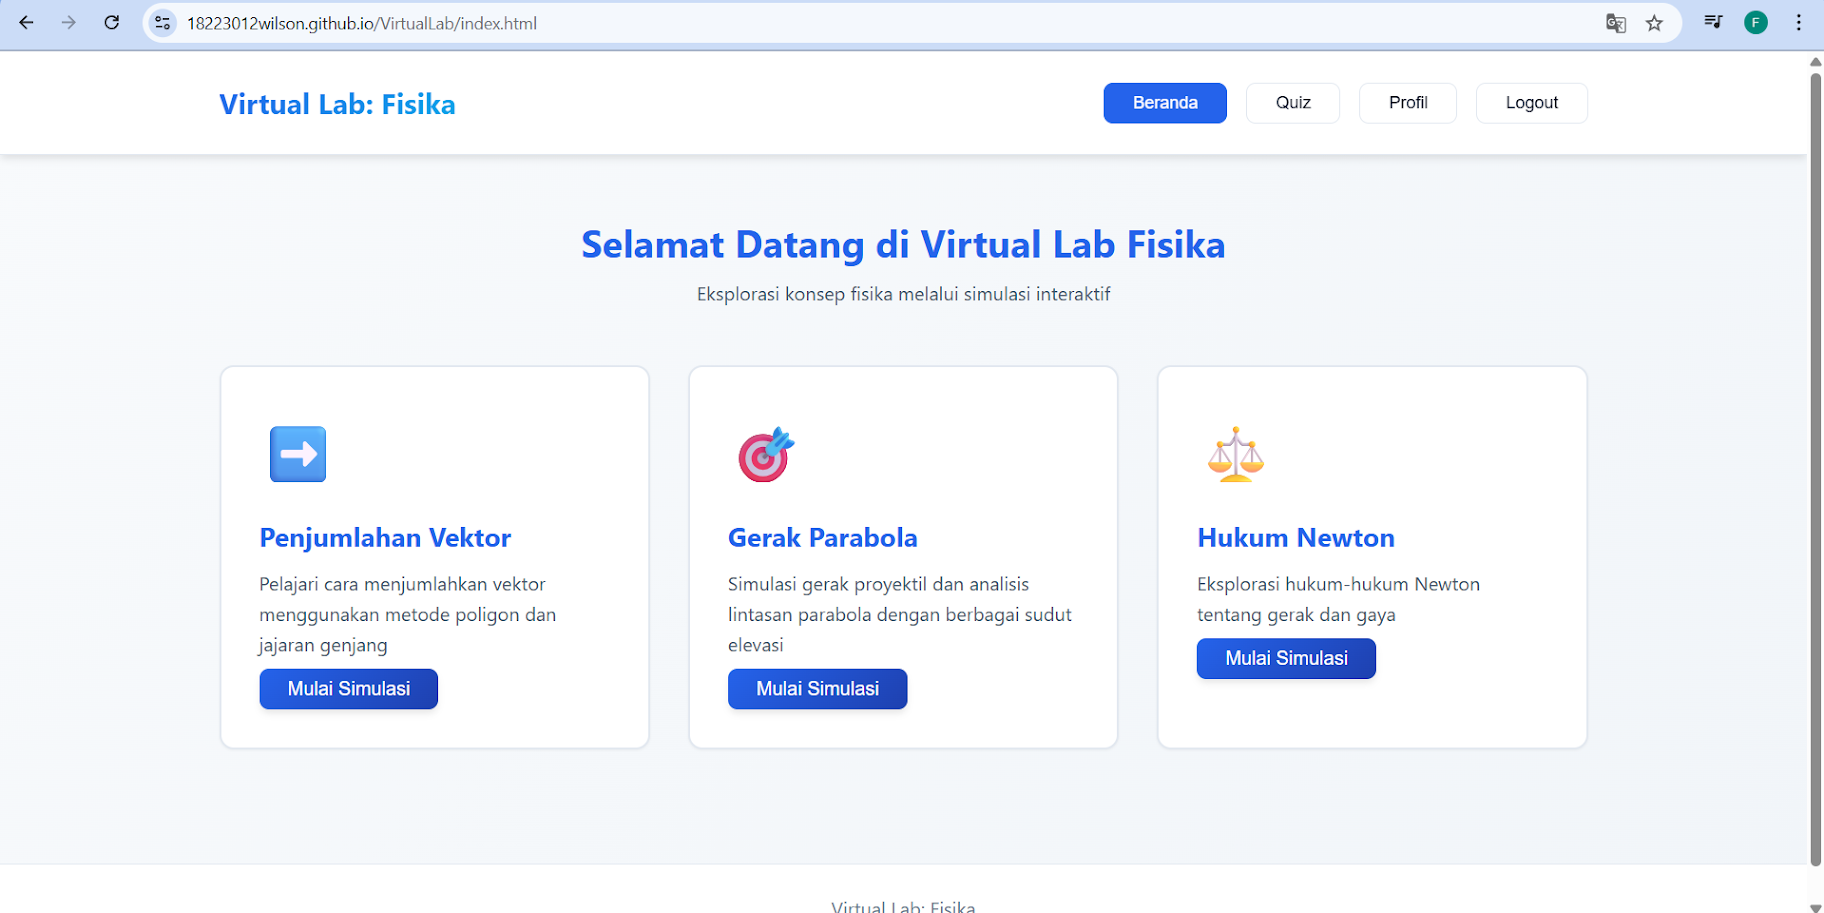 18223012wilson.github.io/VirtualLab/index.html
F
Virtual Lab: Fisika
Beranda
Quiz
Profil
Logout
Selamat Datang di Virtual Lab Fisika
Eksplorasi konsep fisika melalui simulasi interaktif
Penjumlahan Vektor
Pelajari cara menjumlahkan vektor
menggunakan metode poligon dan
jajaran genjang
Mulai Simulasi
Gerak Parabola
Simulasi gerak proyektil dan analisis
lintasan parabola dengan berbagai sudut
elevasi
Mulai Simulasi
Hukum Newton
Eksplorasi hukum-hukum Newton
tentang gerak dan gaya
Mulai Simulasi
Virtual Lab: Fisika